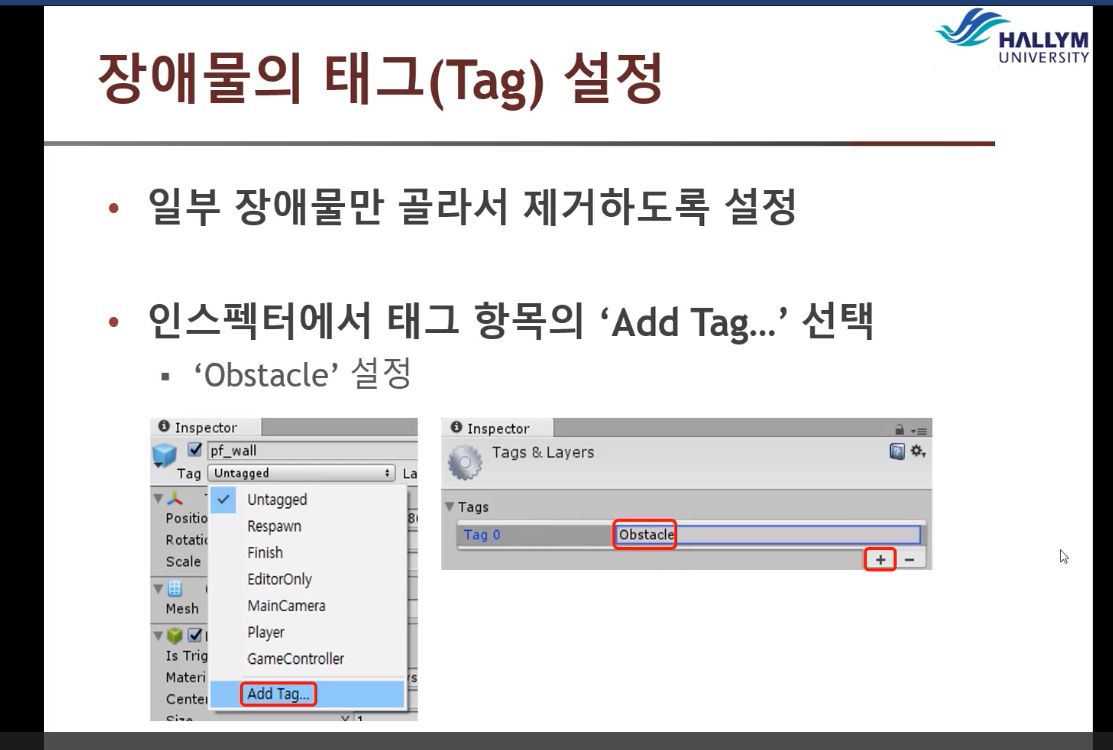 HALLYM
UNIVERSITY
장애물의 태그(Tag) 설정
• 일부 장애물만 골라서 제거하도록 설정
• 인스펙터에서 태그 항목의 ‘Add Tag...’ 선택
▪ ‘Obstacle’ 설정
Inspector
pf_wall
Tag Untagged La
Untagged
Respawn
Finish
EditorOnly
MainCamera
Player
GameController
Add Tag...
Positio
Rotatio
Scale
Mesh
Is Trig
Materi
Center
Size
Y 1
Inspector
Tags & Layers
Tags
Tag 0 Obstacle
+ −